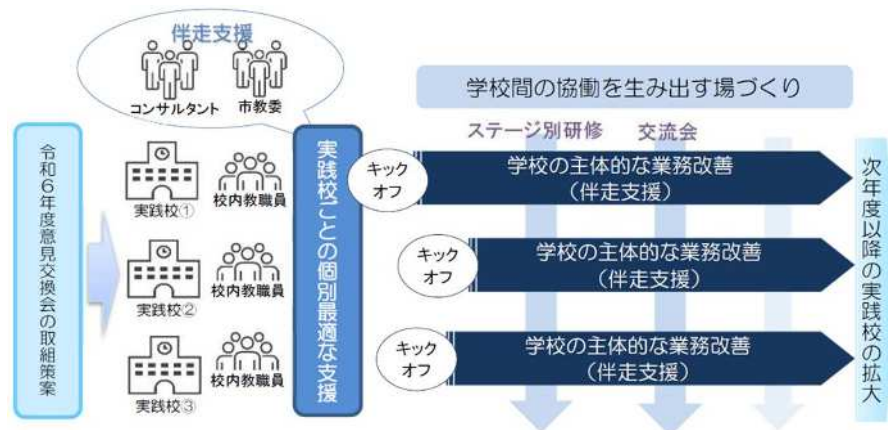 伴走支援
コンサルタント
市教委
令和6年度意見交換会の取組策案
実践校①
校内教職員
実践校②
校内教職員
実践校③
校内教職員
実践校ごとの個別最適な支援
学校間の協働を生み出す場づくり
ステージ別研修
交流会
キック
オフ
学校の主体的な業務改善
(伴走支援)
キック
オフ
学校の主体的な業務改善
(伴走支援)
キック
オフ
学校の主体的な業務改善
(伴走支援)
次年度以降の実践校の拡大